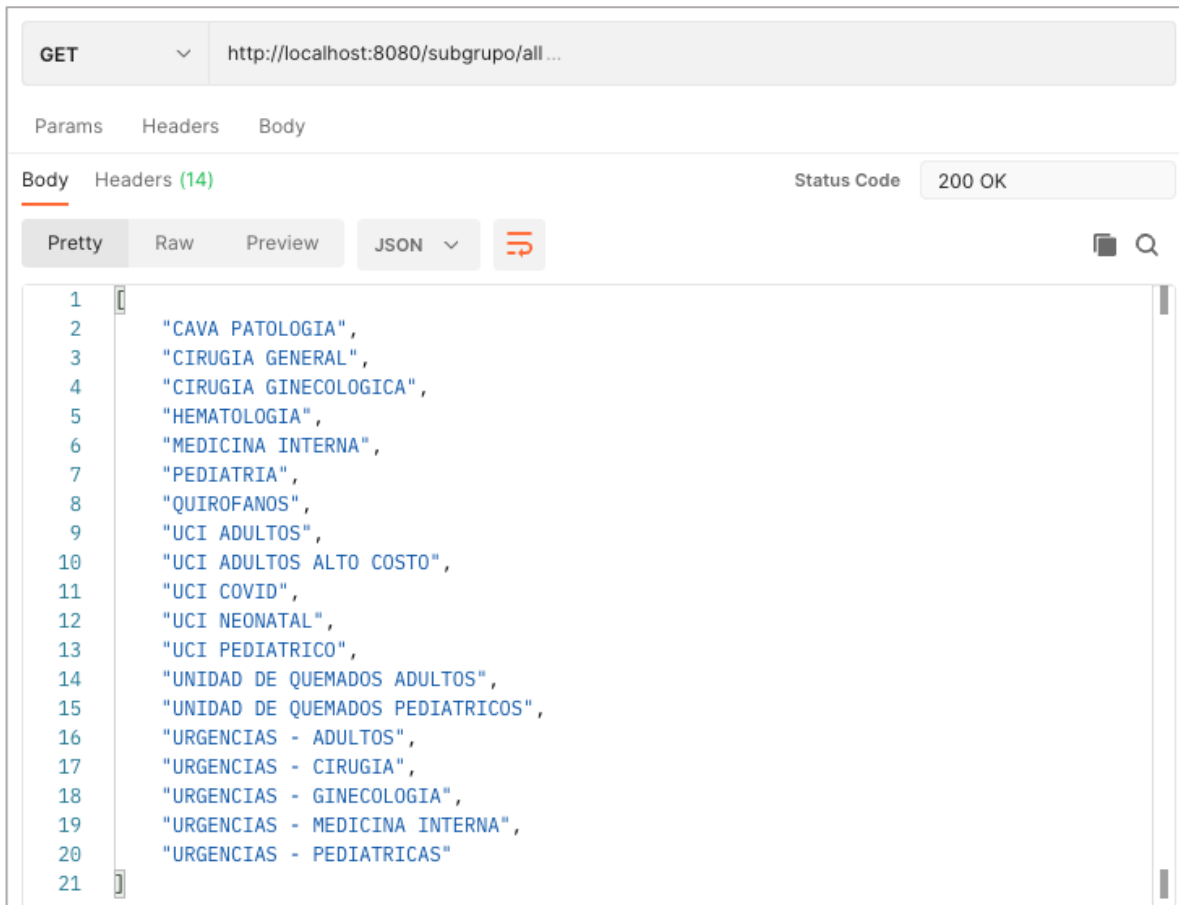 GET http://localhost:8080/subgrupo/all ...
Params Headers Body
Body Headers (14) Status Code 200 OK
Pretty Raw Preview JSON
1 [
2 "CAVA PATOLOGIA",
3 "CIRUGIA GENERAL",
4 "CIRUGIA GINECOLOGICA",
5 "HEMATOLOGIA",
6 "MEDICINA INTERNA",
7 "PEDIATRIA",
8 "QUIROFANOS",
9 "UCI ADULTOS",
10 "UCI ADULTOS ALTO COSTO",
11 "UCI COVID",
12 "UCI NEONATAL",
13 "UCI PEDIATRICO",
14 "UNIDAD DE QUEMADOS ADULTOS",
15 "UNIDAD DE QUEMADOS PEDIATRICOS",
16 "URGENCIAS - ADULTOS",
17 "URGENCIAS - CIRUGIA",
18 "URGENCIAS - GINECOLOGIA",
19 "URGENCIAS - MEDICINA INTERNA",
20 "URGENCIAS - PEDIATRICAS"
21 ]